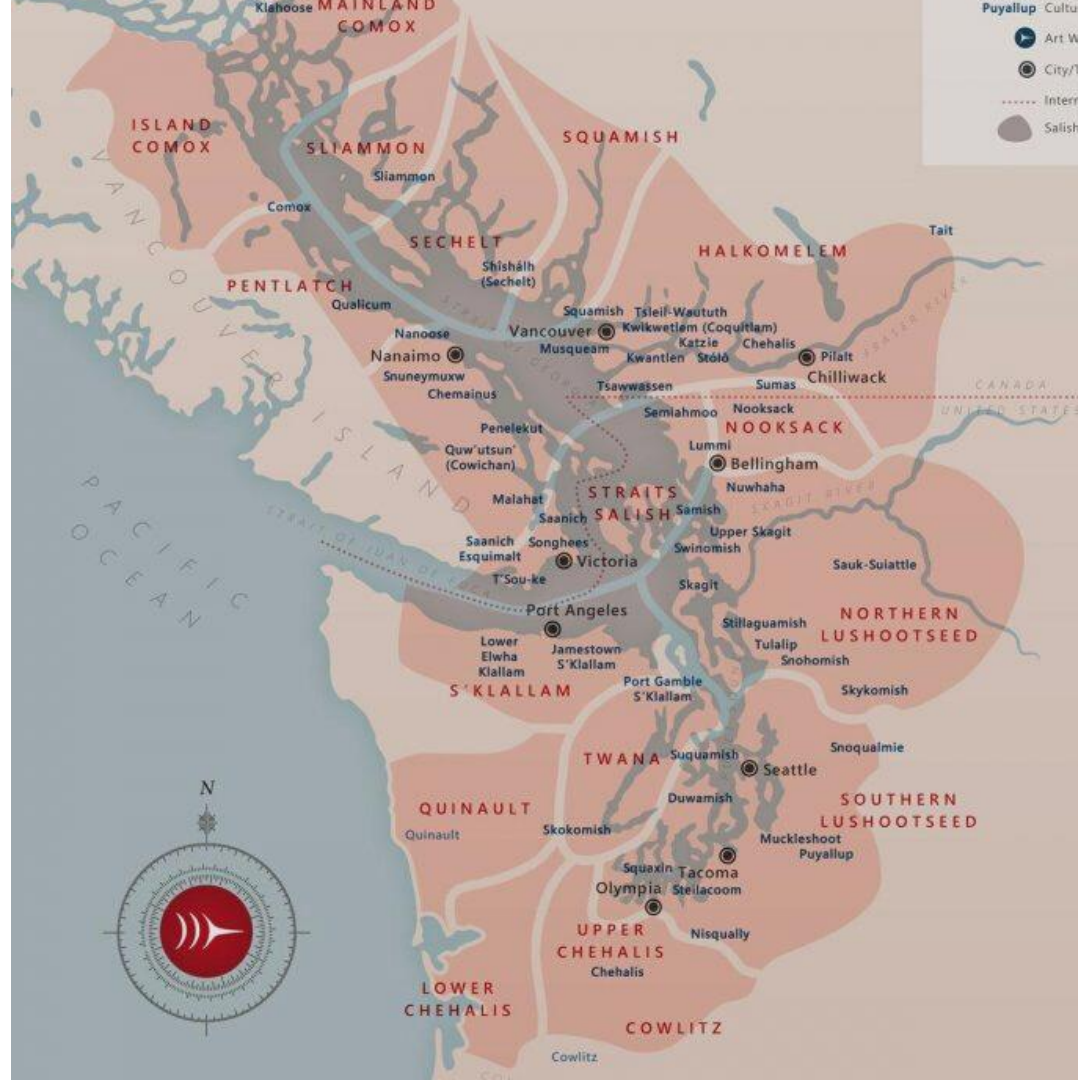 Klahoose
MAINLAND
COMOX
Puyallup Cultu
Art W
City/T
Intern
Salish
ISLAND
COMOX
SLIAMMON
Sliammon
SQUAMISH
Comox
SECHELT
Shíshálh
(Sechelt)
HALKOMELEM
Tait
PENTLATCH
Qualicum
VANCOUVER ISLAND
STRAIT OF GEORGIA
FRASER RIVER
Squamish
Tsleil-Waututh
Vancouver
Kwikwetlem (Coquitlam)
Musqueam
Katzie
Chehalis
Kwantlen
Stóló
Pilalt
Chilliwack
Nanoose
Nanaimo
Snuneymuxw
Chemainus
Tsawwassen
Sumas
CANADA
UNITED STATES
Semiahmoo
Nooksack
NOOKSACK
Penelekut
Quw'utsun'
(Cowichan)
Lummi
Bellingham
Nuwhaha
Malahat
STRAITS
SALISH
Samish
SKAGIT RIVER
Saanich
Upper Skagit
Saanich
Songhees
Esquimalt
Swinomish
Victoria
T'Sou-ke
PACIFIC
OCEAN
STRAIT OF JUAN DE FUCA
Skagit
Sauk-Suiattle
Port Angeles
Lower
Elwha
Klallam
Jamestown
S'Klallam
Stillaguamish
NORTHERN
LUSHOOTSEED
Tulalip
Snohomish
S'KLALLAM
Port Gamble
S'Klallam
Skykomish
TWANA
Suquamish
Snoqualmie
Seattle
N
QUINAULT
Quinault
Duwamish
SOUTHERN
LUSHOOTSEED
Skokomish
Muckleshoot
Puyallup
Squaxin
Tacoma
Olympia
Steilacoom
UPPER
CHEHALIS
Chehalis
Nisqually
LOWER
CHEHALIS
COWLITZ
Cowlitz